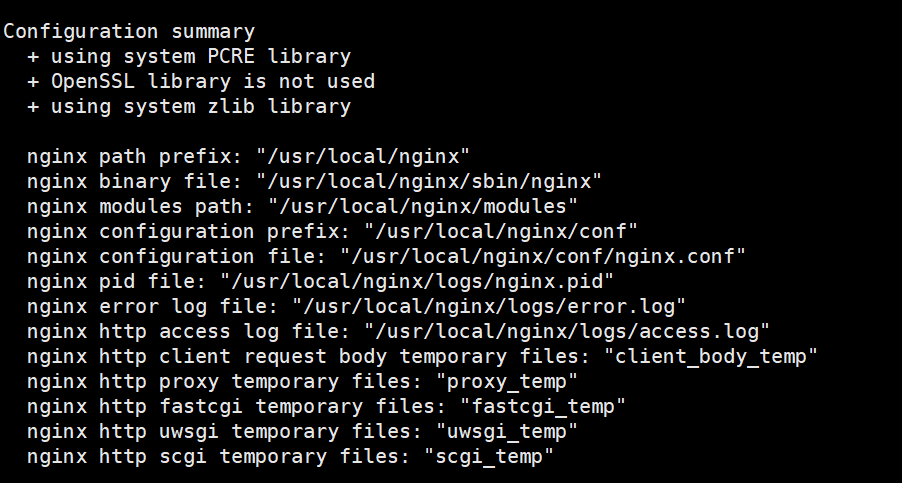 Configuration summary
+ using system PCRE library
+ OpenSSL library is not used
+ using system zlib library
nginx path prefix: "/usr/local/nginx"
nginx binary file: "/usr/local/nginx/sbin/nginx"
nginx modules path: "/usr/local/nginx/modules"
nginx configuration prefix: "/usr/local/nginx/conf"
nginx configuration file: "/usr/local/nginx/conf/nginx.conf"
nginx pid file: "/usr/local/nginx/logs/nginx.pid"
nginx error log file: "/usr/local/nginx/logs/error.log"
nginx http access log file: "/usr/local/nginx/logs/access.log"
nginx http client request body temporary files: "client_body_temp"
nginx http proxy temporary files: "proxy_temp"
nginx http fastcgi temporary files: "fastcgi_temp"
nginx http uwsgi temporary files: "uwsgi_temp"
nginx http scgi temporary files: "scgi_temp"